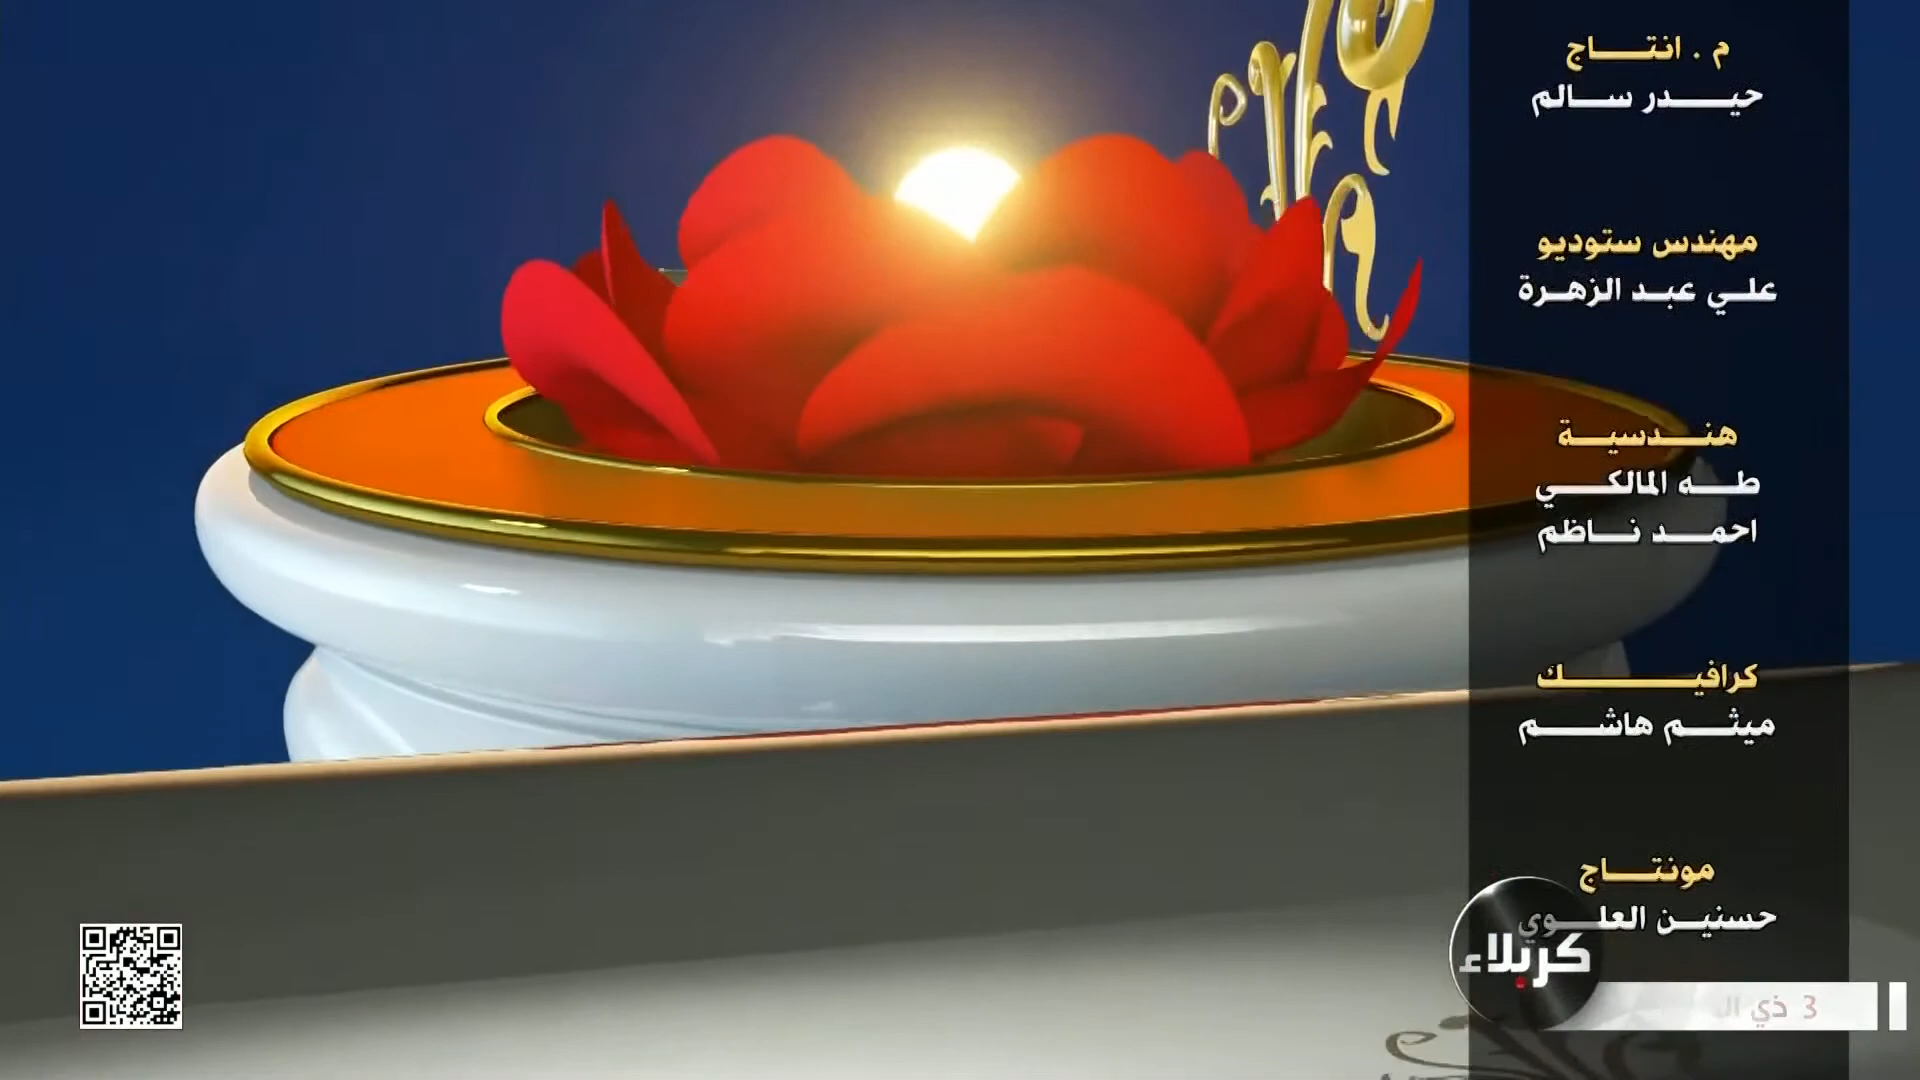 م . انتاج
حيدر سالم
مهندس ستوديو
علي عبد الزهرة
هندسية
طه المالكي
احمد ناظم
كرافيك
ميثم هاشم
مونتاج
حسنين العلوي
كربلاء
3 ذي ال